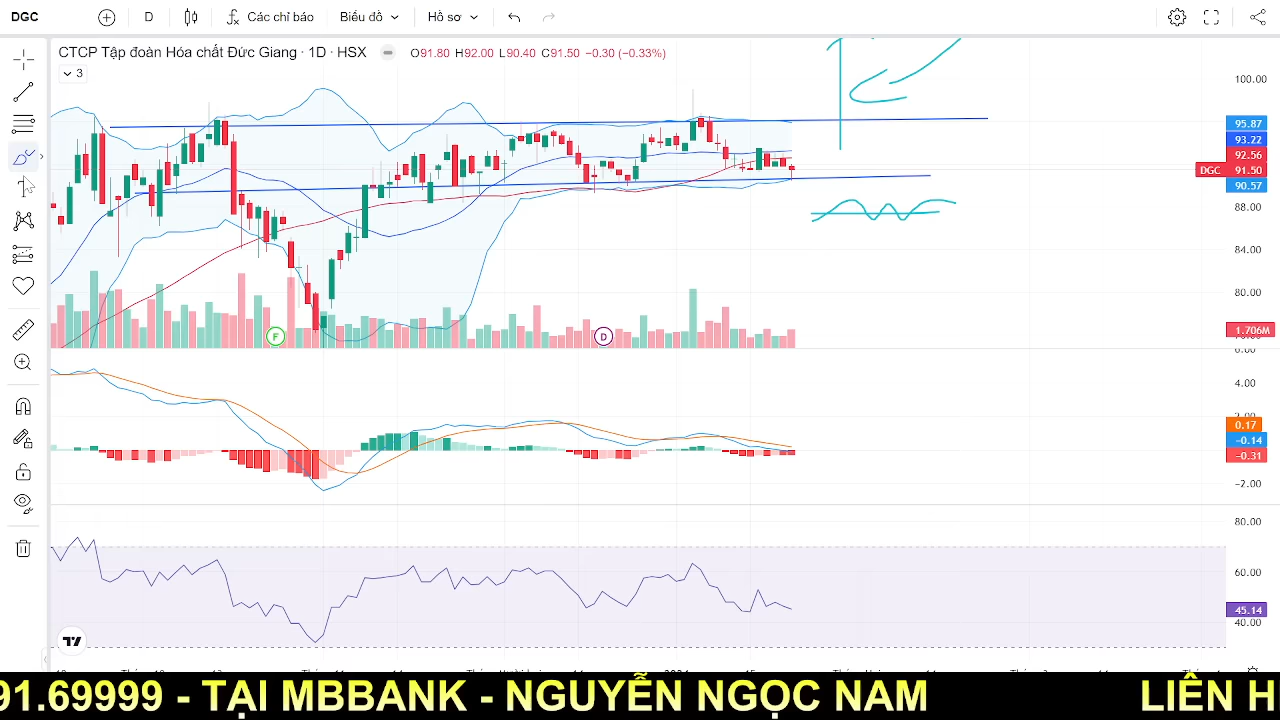 DGC D Các chỉ báo Biểu đồ Hồ sơ
CTCP Tập đoàn Hóa chất Đức Giang · 1D · HSX O91.80 H92.00 L90.40 C91.50 −0.30 (−0.33%)
3
100.00
95.87
93.22
92.56
DGC 91.50
90.57
88.00
84.00
80.00
F
D
1.706M
6.00
4.00
2.00
0.17
−0.14
−0.31
−2.00
80.00
60.00
45.14
40.00
91.69999 - TẠI MBBANK - NGUYỄN NGỌC NAM LIÊN H